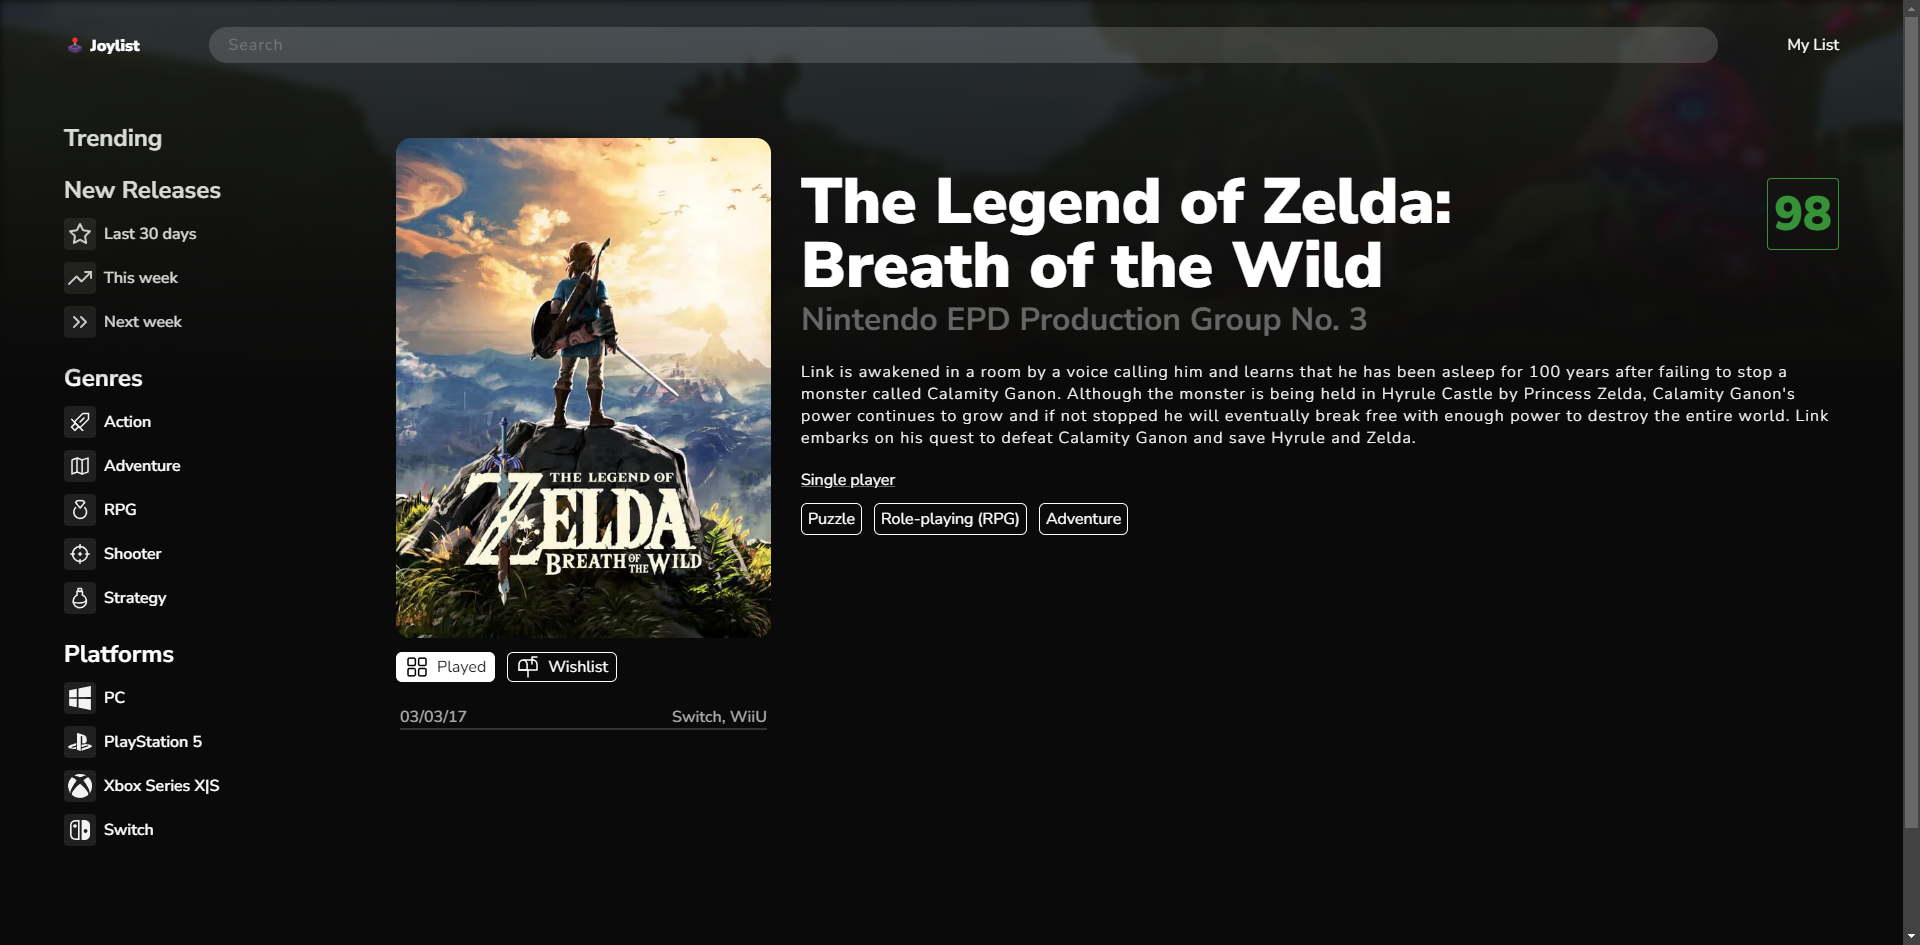 Joylist
Search
My List
Trending
New Releases
Last 30 days
This week
Next week
Genres
Action
Adventure
RPG
Shooter
Strategy
Platforms
PC
PlayStation 5
Xbox Series X|S
Switch
THE LEGEND OF
ZELDA
BREATH OF THE WILD
Played
Wishlist
03/03/17
Switch, WiiU
The Legend of Zelda:
Breath of the Wild
98
Nintendo EPD Production Group No. 3
Link is awakened in a room by a voice calling him and learns that he has been asleep for 100 years after failing to stop a
monster called Calamity Ganon. Although the monster is being held in Hyrule Castle by Princess Zelda, Calamity Ganon's
power continues to grow and if not stopped he will eventually break free with enough power to destroy the entire world. Link
embarks on his quest to defeat Calamity Ganon and save Hyrule and Zelda.
Single player
Puzzle
Role-playing (RPG)
Adventure